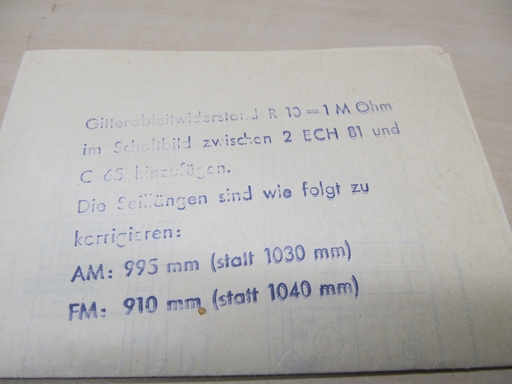 Gitterableitwiderstand R 10 = 1 M Ohm
im Schaltbild zwischen 2 ECH 81 und
C 65 hinzufügen.
Die Seillängen sind wie folgt zu
korrigieren:
AM: 995 mm (statt 1030 mm)
FM: 910 mm (statt 1040 mm)